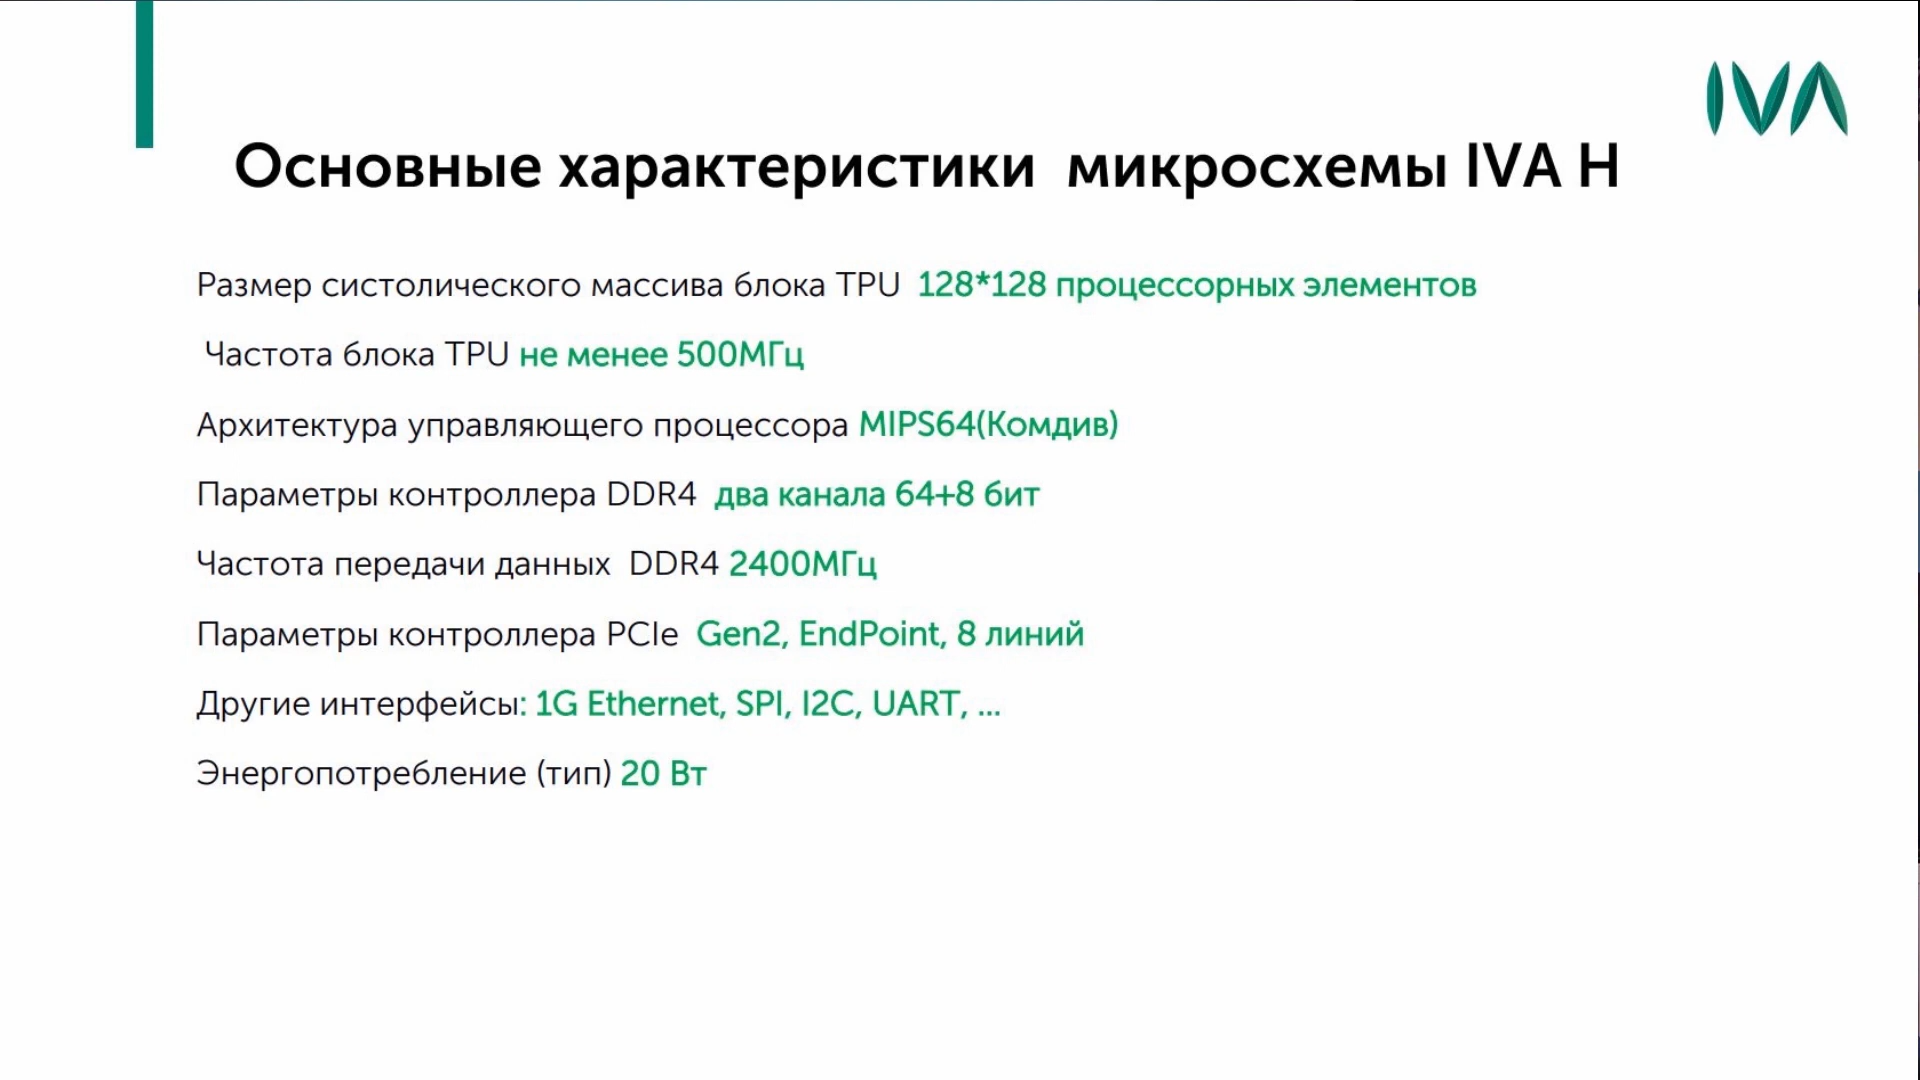 IVA
Основные характеристики микросхемы IVA H
Размер систолического массива блока TPU 128*128 процессорных элементов
Частота блока TPU не менее 500МГц
Архитектура управляющего процессора MIPS64(Комдив)
Параметры контроллера DDR4 два канала 64+8 бит
Частота передачи данных DDR4 2400МГц
Параметры контроллера PCIe Gen2, EndPoint, 8 линий
Другие интерфейсы: 1G Ethernet, SPI, I2C, UART, ...
Энергопотребление (тип) 20 Вт